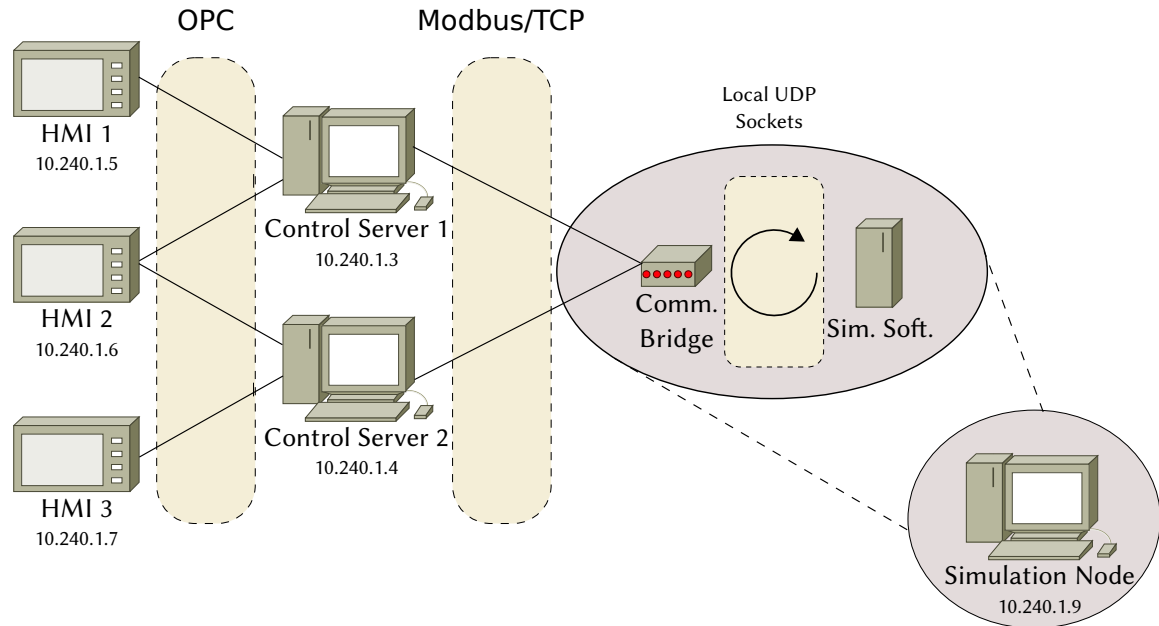 OPC
Modbus/TCP
HMI 1
10.240.1.5
HMI 2
10.240.1.6
HMI 3
10.240.1.7
Control Server 1
10.240.1.3
Control Server 2
10.240.1.4
Local UDP
Sockets
Comm.
Bridge
Sim. Soft.
Simulation Node
10.240.1.9